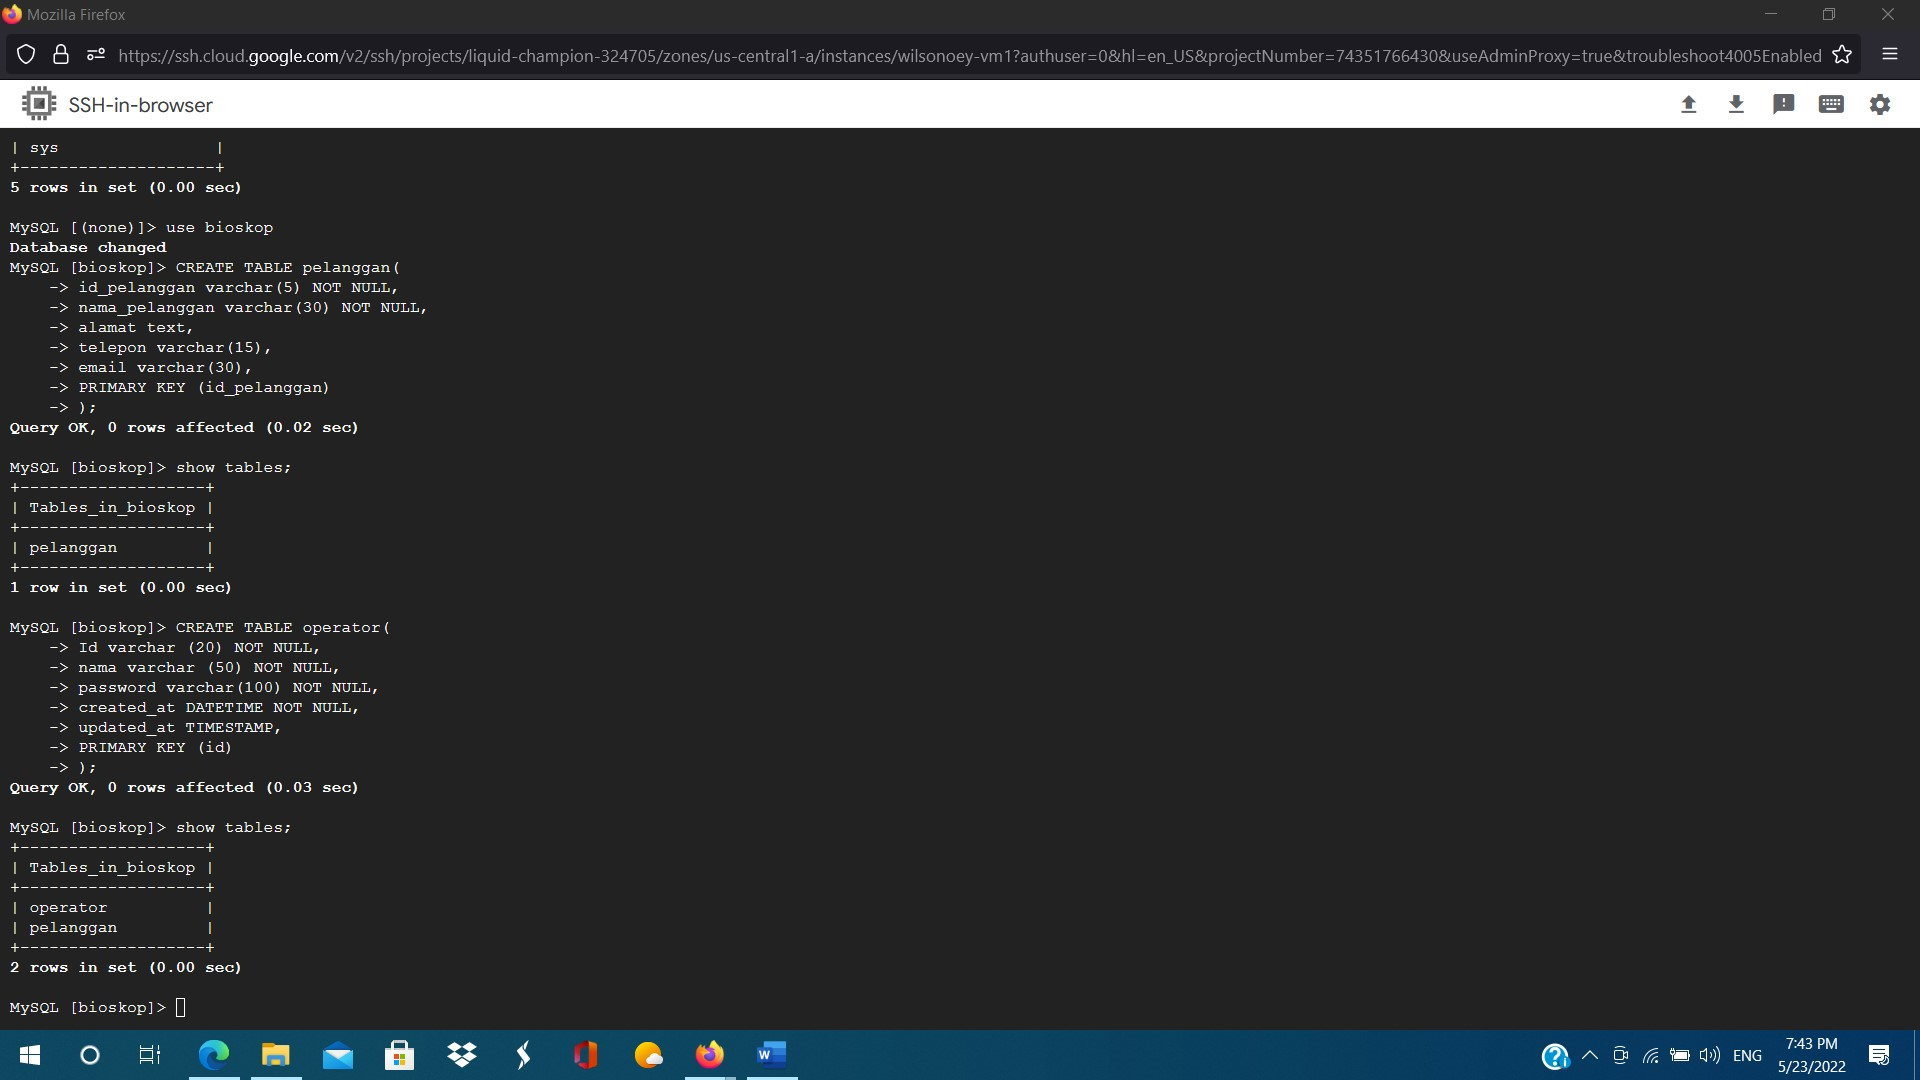 Mozilla Firefox
https://ssh.cloud.google.com/v2/ssh/projects/liquid-champion-324705/zones/us-central1-a/instances/wilsonoey-vm1?authuser=0&hl=en_US&projectNumber=74351766430&useAdminProxy=true&troubleshoot4005Enabled
SSH-in-browser
| sys                |
+--------------------+
5 rows in set (0.00 sec)
MySQL [(none)]> use bioskop
Database changed
MySQL [bioskop]> CREATE TABLE pelanggan(
    -> id_pelanggan varchar(5) NOT NULL,
    -> nama_pelanggan varchar(30) NOT NULL,
    -> alamat text,
    -> telepon varchar(15),
    -> email varchar(30),
    -> PRIMARY KEY (id_pelanggan)
    -> );
Query OK, 0 rows affected (0.02 sec)
MySQL [bioskop]> show tables;
+-------------------+
| Tables_in_bioskop |
+-------------------+
| pelanggan         |
+-------------------+
1 row in set (0.00 sec)
MySQL [bioskop]> CREATE TABLE operator(
    -> Id varchar (20) NOT NULL,
    -> nama varchar (50) NOT NULL,
    -> password varchar(100) NOT NULL,
    -> created_at DATETIME NOT NULL,
    -> updated_at TIMESTAMP,
    -> PRIMARY KEY (id)
    -> );
Query OK, 0 rows affected (0.03 sec)
MySQL [bioskop]> show tables;
+-------------------+
| Tables_in_bioskop |
+-------------------+
| operator          |
| pelanggan         |
+-------------------+
2 rows in set (0.00 sec)
MySQL [bioskop]>
ENG
7:43 PM
5/23/2022